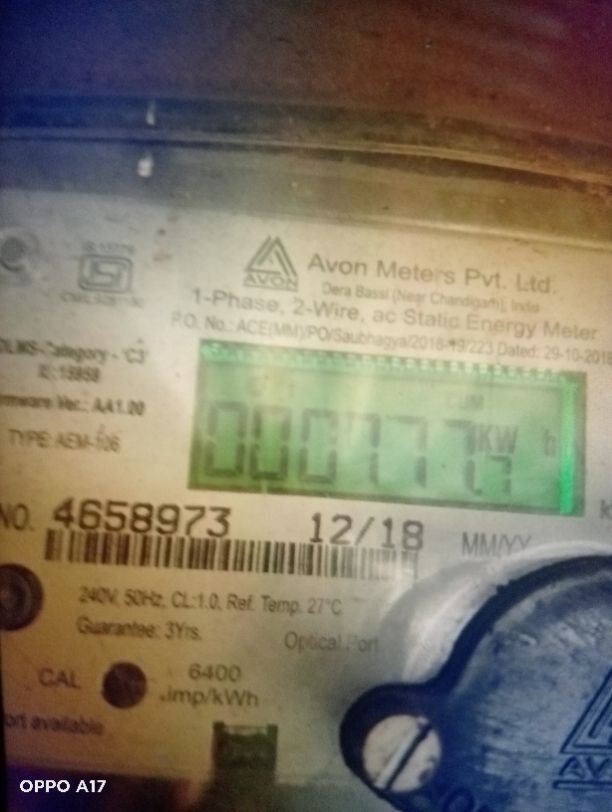 AVON
Avon Meters Pvt. Ltd.
Dera Bassi (Near Chandigarh), India
1-Phase, 2-Wire, ac Static Energy Meter
P.O. No.: ACE(MM)/PO/Saubhagya/2018-19/223 Dated: 29-10-2018
DLMS-Category - 'C3'
Firmware Ver.: AA1.00
TYPE: AEM-106
CUM
000777.7 KW h
NO. 4658973 12/18 MM/YY
240V, 50Hz, CL:1.0, Ref. Temp. 27°C
Guarantee: 3Yrs.
Optical Port
CAL
6400
imp/kWh
port available
OPPO A17